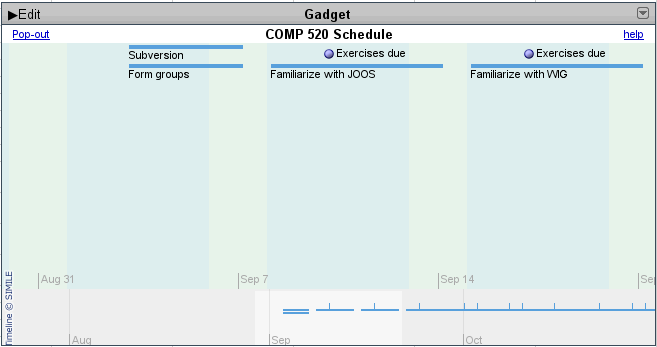 ▶Edit Gadget
Pop-out COMP 520 Schedule help
Subversion Exercises due Exercises due
Form groups Familiarize with JOOS Familiarize with WIG
Aug 31 Sep 7 Sep 14 Sep
Timeline © SIMILE
Aug Sep Oct